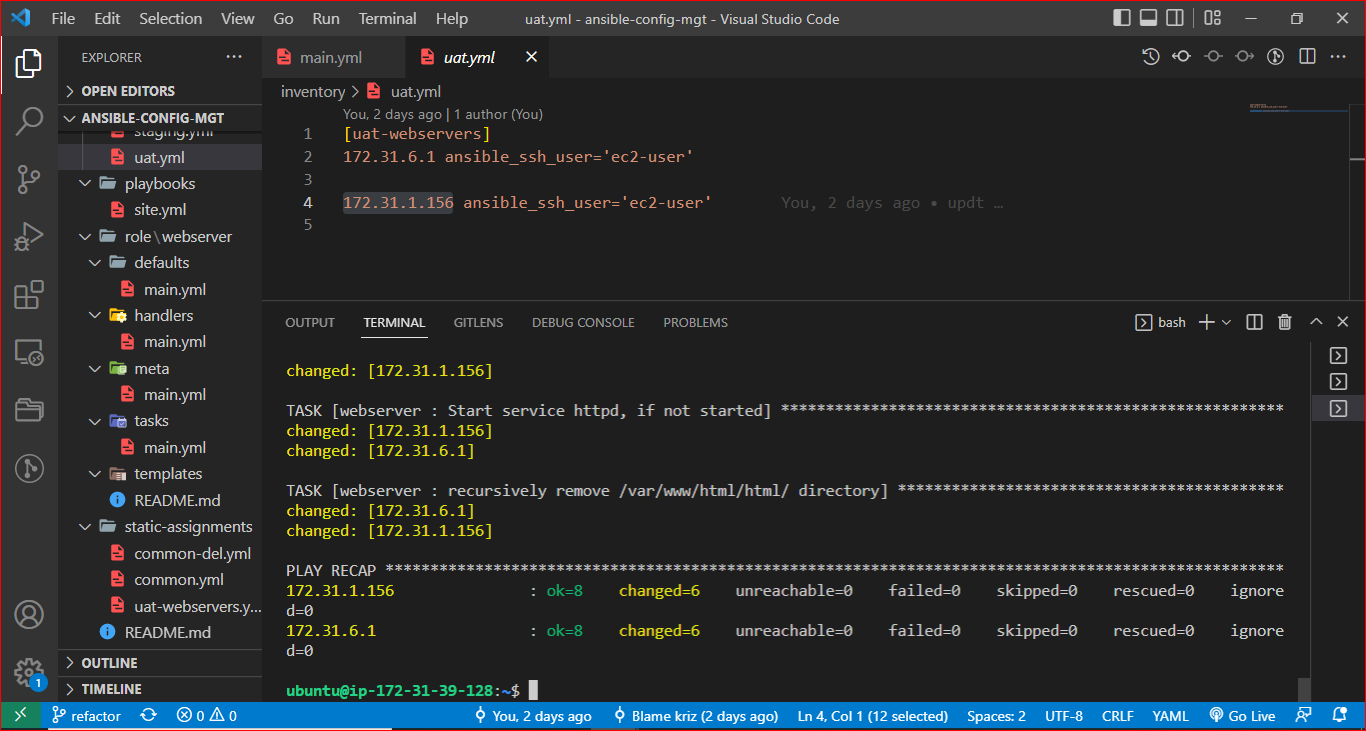 File Edit Selection View Go Run Terminal Help uat.yml - ansible-config-mgt - Visual Studio Code
EXPLORER
OPEN EDITORS
ANSIBLE-CONFIG-MGT
staging.yml
uat.yml
playbooks
site.yml
role\webserver
defaults
main.yml
handlers
main.yml
meta
main.yml
tasks
main.yml
templates
README.md
static-assignments
common-del.yml
common.yml
uat-webservers.y...
README.md
OUTLINE
TIMELINE
1
main.yml uat.yml
inventory > uat.yml
You, 2 days ago | 1 author (You)
1 [uat-webservers]
2 172.31.6.1 ansible_ssh_user='ec2-user'
3
4 172.31.1.156 ansible_ssh_user='ec2-user' You, 2 days ago • updt …
5
OUTPUT TERMINAL GITLENS DEBUG CONSOLE PROBLEMS bash
changed: [172.31.1.156]
TASK [webserver : Start service httpd, if not started] ********************************************************
changed: [172.31.1.156]
changed: [172.31.6.1]
TASK [webserver : recursively remove /var/www/html/html/ directory] *******************************************
changed: [172.31.6.1]
changed: [172.31.1.156]
PLAY RECAP ****************************************************************************************************
172.31.1.156 : ok=8 changed=6 unreachable=0 failed=0 skipped=0 rescued=0 ignore
d=0
172.31.6.1 : ok=8 changed=6 unreachable=0 failed=0 skipped=0 rescued=0 ignore
d=0
ubuntu@ip-172-31-39-128:~$
refactor 0 0 You, 2 days ago Blame kriz (2 days ago) Ln 4, Col 1 (12 selected) Spaces: 2 UTF-8 CRLF YAML Go Live